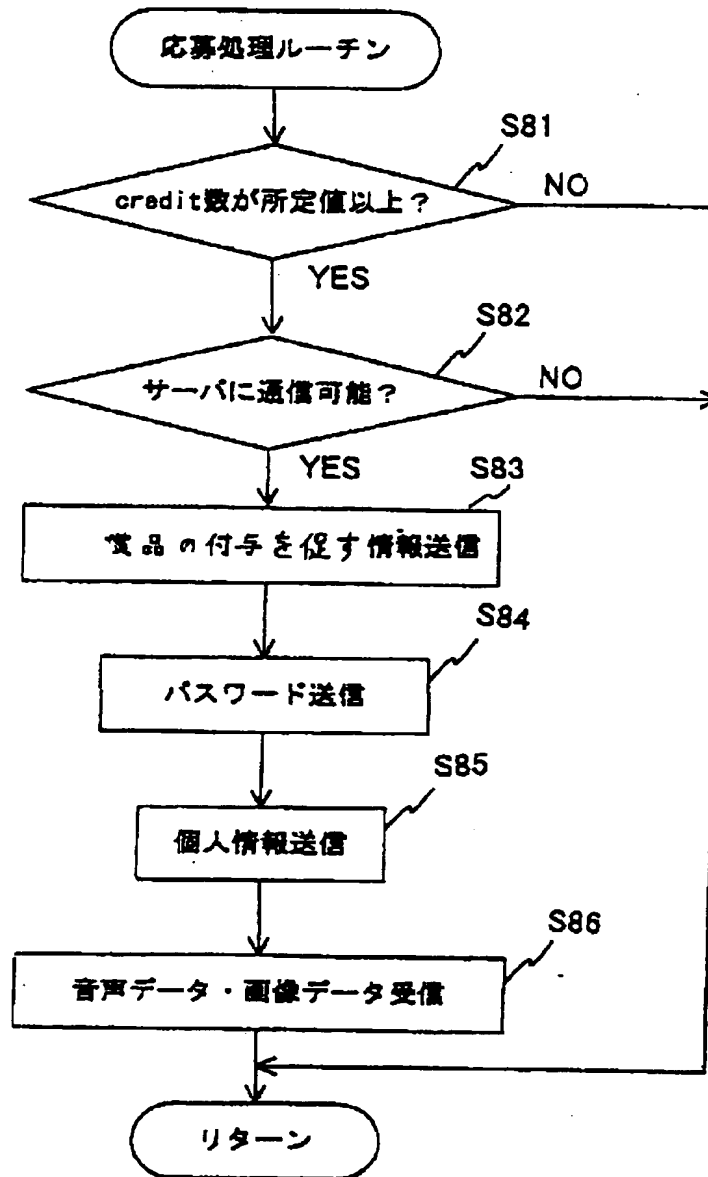 応募処理ルーチン
S81
credit数が所定値以上?
NO
YES
S82
サーバに通信可能?
NO
YES
S83
賞品の付与を促す情報送信
S84
パスワード送信
S85
個人情報送信
S86
音声データ・画像データ受信
リターン